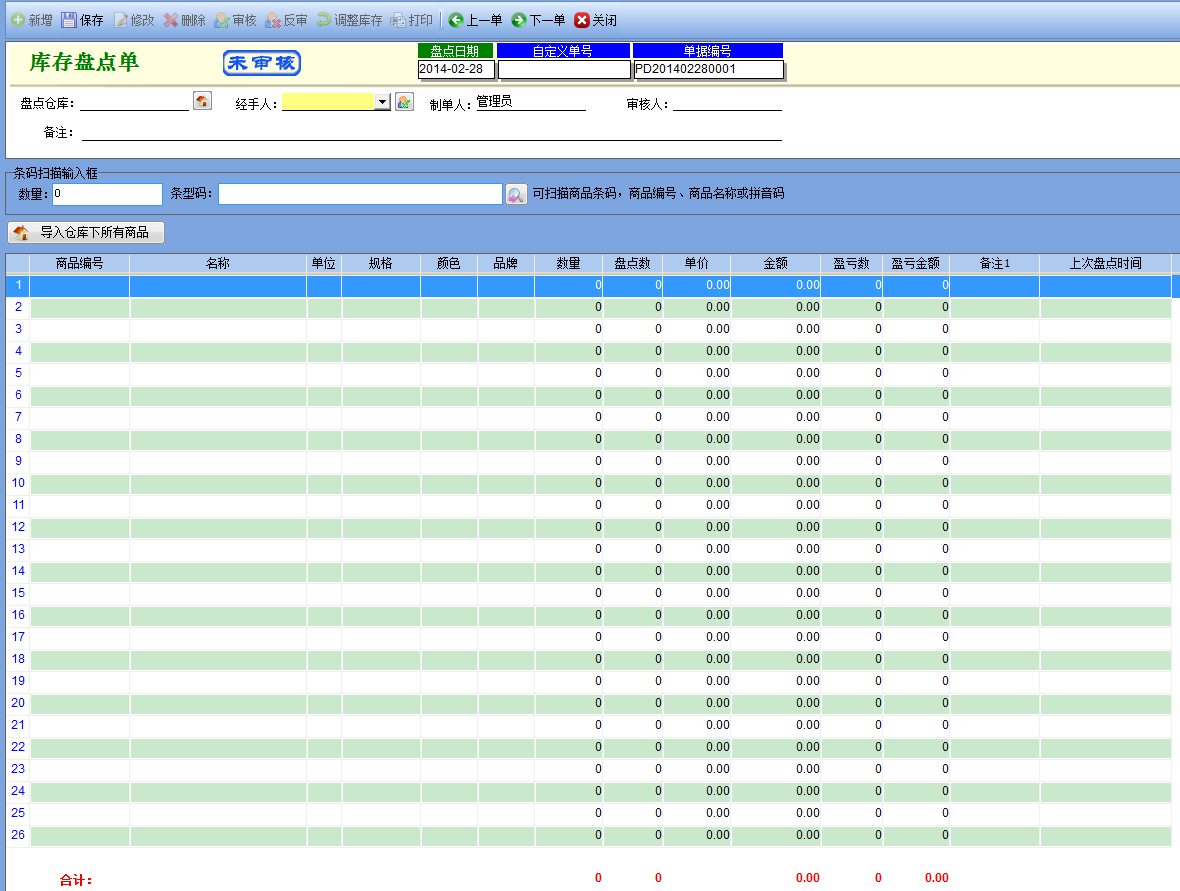 新增 保存 修改 删除 审核 反审 调整库存 打印 上一单 下一单 关闭
库存盘点单 未审核 盘点日期 自定义单号 单据编号
2014-02-28 PD201402280001
盘点仓库： 经手人： 制单人：管理员 审核人：
备注：
条码扫描输入框
数量：0 条型码： 可扫描商品条码，商品编号、商品名称或拼音码
导入仓库下所有商品
商品编号 名称 单位 规格 颜色 品牌 数量 盘点数 单价 金额 盈亏数 盈亏金额 备注1 上次盘点时间
1 0 0 0.00 0.00 0 0
2 0 0 0.00 0.00 0 0
3 0 0 0.00 0.00 0 0
4 0 0 0.00 0.00 0 0
5 0 0 0.00 0.00 0 0
6 0 0 0.00 0.00 0 0
7 0 0 0.00 0.00 0 0
8 0 0 0.00 0.00 0 0
9 0 0 0.00 0.00 0 0
10 0 0 0.00 0.00 0 0
11 0 0 0.00 0.00 0 0
12 0 0 0.00 0.00 0 0
13 0 0 0.00 0.00 0 0
14 0 0 0.00 0.00 0 0
15 0 0 0.00 0.00 0 0
16 0 0 0.00 0.00 0 0
17 0 0 0.00 0.00 0 0
18 0 0 0.00 0.00 0 0
19 0 0 0.00 0.00 0 0
20 0 0 0.00 0.00 0 0
21 0 0 0.00 0.00 0 0
22 0 0 0.00 0.00 0 0
23 0 0 0.00 0.00 0 0
24 0 0 0.00 0.00 0 0
25 0 0 0.00 0.00 0 0
26 0 0 0.00 0.00 0 0
合计： 0 0 0.00 0 0.00